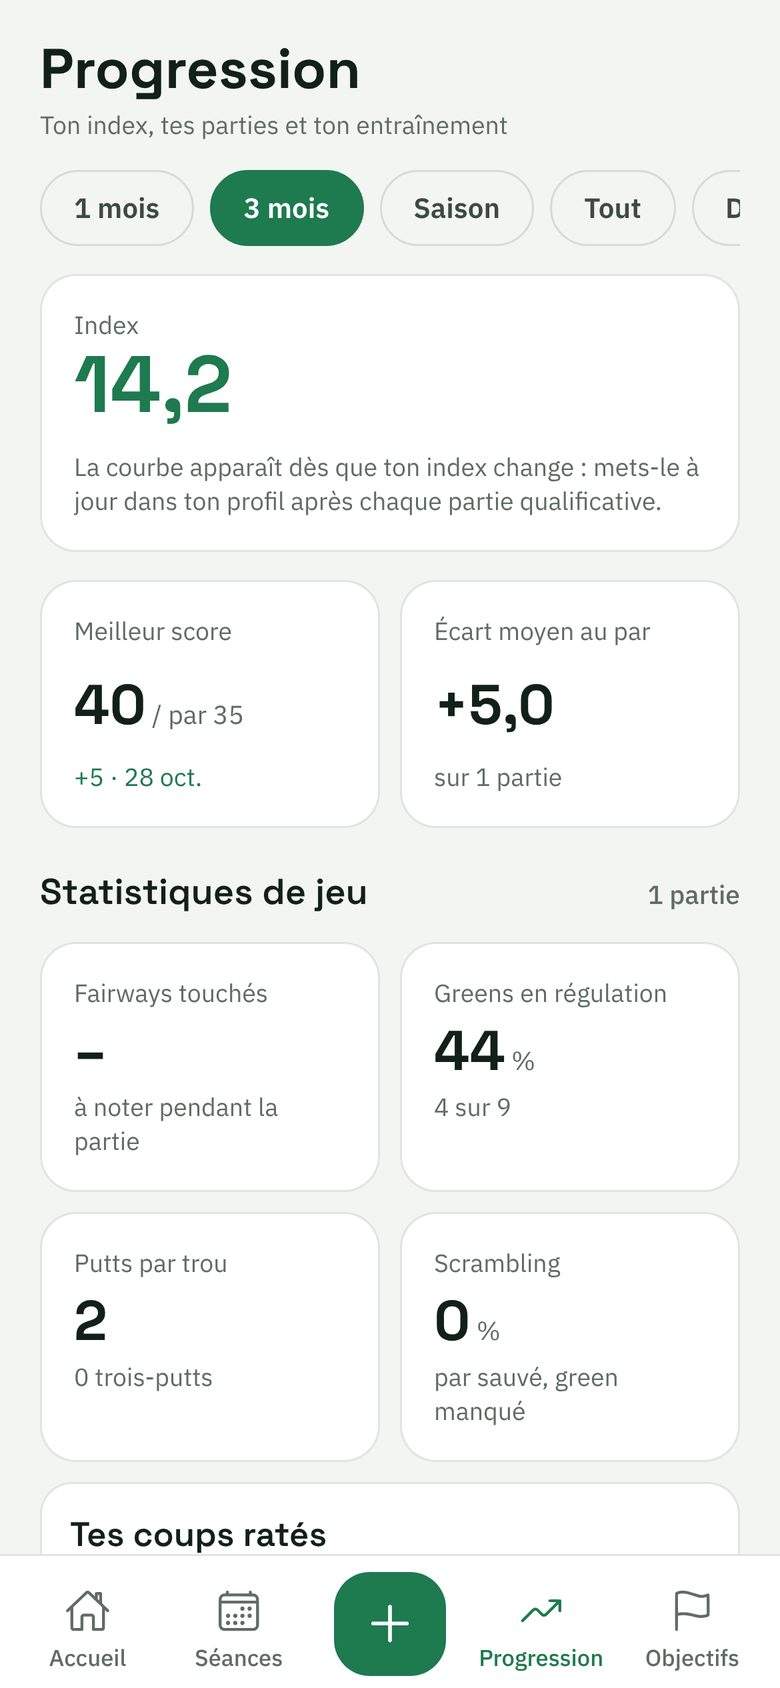 Progression
Ton index, tes parties et ton entraînement
1 mois
3 mois
Saison
Tout
D
Index
14,2
La courbe apparaît dès que ton index change : mets-le à
jour dans ton profil après chaque partie qualificative.
Meilleur score
40 / par 35
+5 · 28 oct.
Écart moyen au par
+5,0
sur 1 partie
Statistiques de jeu
1 partie
Fairways touchés
–
à noter pendant la
partie
Greens en régulation
44 %
4 sur 9
Putts par trou
2
0 trois-putts
Scrambling
0 %
par sauvé, green
manqué
Tes coups ratés
Accueil
Séances
Progression
Objectifs